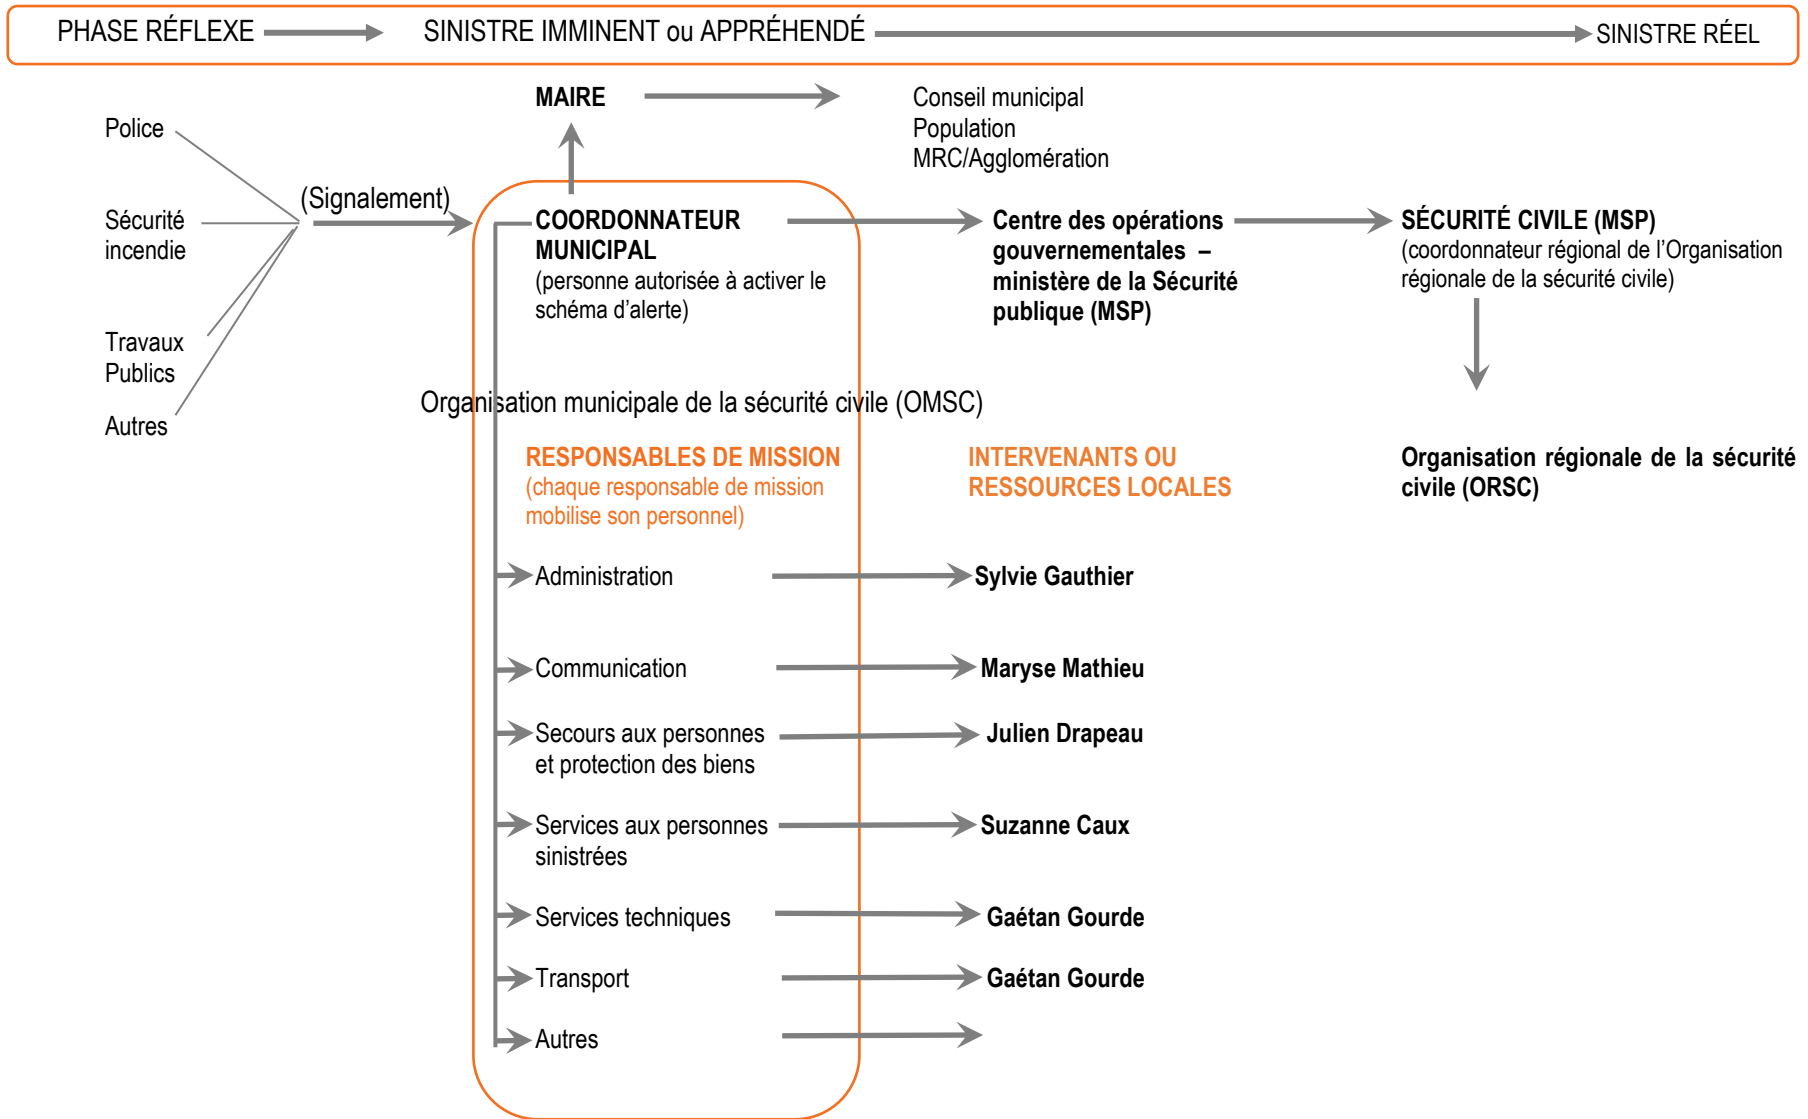 PHASE RÉFLEXE
SINISTRE IMMINENT ou APPRÉHENDÉ
SINISTRE RÉEL
MAIRE
Conseil municipal
Population
MRC/Agglomération
Police
Sécurité
incendie
Travaux
Publics
Autres
(Signalement)
COORDONNATEUR
MUNICIPAL
(personne autorisée à activer le
schéma d’alerte)
Centre des opérations
gouvernementales –
ministère de la Sécurité
publique (MSP)
SÉCURITÉ CIVILE (MSP)
(coordonnateur régional de l’Organisation
régionale de la sécurité civile)
Organisation municipale de la sécurité civile (OMSC)
RESPONSABLES DE MISSION
(chaque responsable de mission
mobilise son personnel)
INTERVENANTS OU
RESSOURCES LOCALES
Organisation régionale de la sécurité
civile (ORSC)
Administration
Sylvie Gauthier
Communication
Maryse Mathieu
Secours aux personnes
et protection des biens
Julien Drapeau
Services aux personnes
sinistrées
Suzanne Caux
Services techniques
Gaétan Gourde
Transport
Gaétan Gourde
Autres